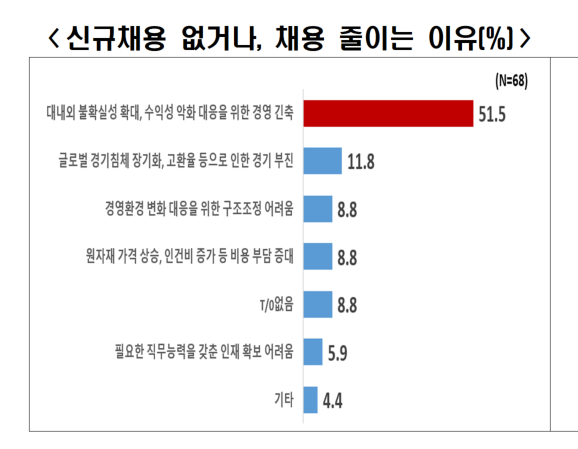 < 신규채용 없거나, 채용 줄이는 이유(%) >
(N=68)
대내외 불확실성 확대, 수익성 악화 대응을 위한 경영 긴축 51.5
글로벌 경기침체 장기화, 고환율 등으로 인한 경기 부진 11.8
경영환경 변화 대응을 위한 구조조정 어려움 8.8
원자재 가격 상승, 인건비 증가 등 비용 부담 증대 8.8
T/O없음 8.8
필요한 직무능력을 갖춘 인재 확보 어려움 5.9
기타 4.4